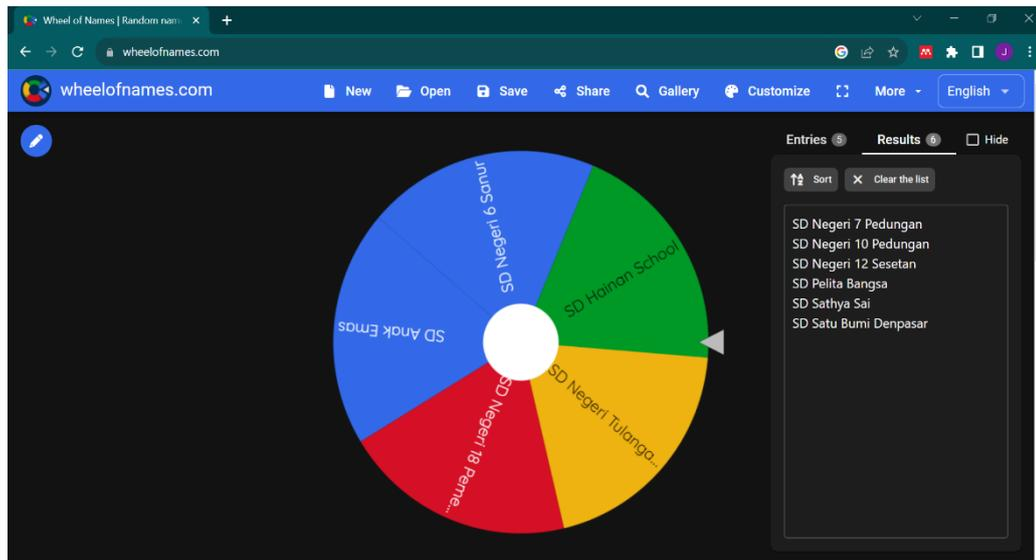 Wheel of Names | Random nam
wheelofnames.com
J
wheelofnames.com
New
Open
Save
Share
Gallery
Customize
More
English
Entries 5
Results 6
Hide
Sort
Clear the list
SD Negeri 7 Pedungan
SD Negeri 10 Pedungan
SD Negeri 12 Sesetan
SD Pelita Bangsa
SD Sathya Sai
SD Satu Bumi Denpasar
SD Negeri 6 Sanur
SD Hainan School
SD Anak Emas
SD Negeri Tulanga...
SD Negeri 18 Peme...